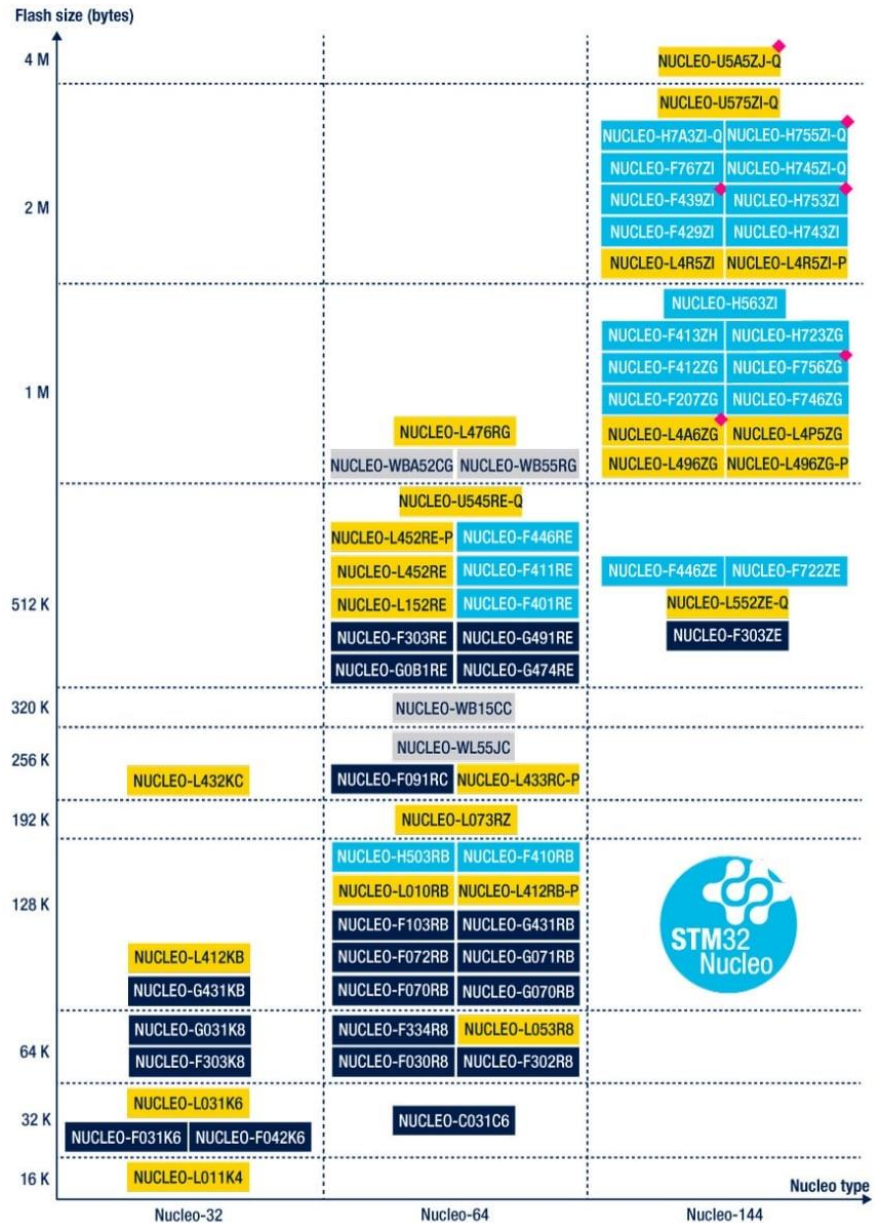 Flash size (bytes)
4 M
NUCLEO-U5A5ZJ-Q
NUCLEO-U575ZI-Q
NUCLEO-H7A3ZI-Q NUCLEO-H755ZI-Q
NUCLEO-F767ZI NUCLEO-H745ZI-Q
2 M
NUCLEO-F439ZI NUCLEO-H753ZI
NUCLEO-F429ZI NUCLEO-H743ZI
NUCLEO-L4R5ZI NUCLEO-L4R5ZI-P
NUCLEO-H563ZI
NUCLEO-F413ZH NUCLEO-H723ZG
NUCLEO-F412ZG NUCLEO-F756ZG
1 M
NUCLEO-F207ZG NUCLEO-F746ZG
NUCLEO-L476RG NUCLEO-L4A6ZG NUCLEO-L4P5ZG
NUCLEO-WBA52CG NUCLEO-WB55RG NUCLEO-L496ZG NUCLEO-L496ZG-P
NUCLEO-U545RE-Q
NUCLEO-L452RE-P NUCLEO-F446RE
NUCLEO-L452RE NUCLEO-F411RE NUCLEO-F446ZE NUCLEO-F722ZE
512 K NUCLEO-L152RE NUCLEO-F401RE NUCLEO-L552ZE-Q
NUCLEO-F303RE NUCLEO-G491RE NUCLEO-F303ZE
NUCLEO-G0B1RE NUCLEO-G474RE
320 K NUCLEO-WB15CC
NUCLEO-WL55JC
256 K
NUCLEO-L432KC NUCLEO-F091RC NUCLEO-L433RC-P
192 K NUCLEO-L073RZ
NUCLEO-H503RB NUCLEO-F410RB
NUCLEO-L010RB NUCLEO-L412RB-P
128 K
NUCLEO-F103RB NUCLEO-G431RB
STM32
Nucleo
NUCLEO-L412KB NUCLEO-F072RB NUCLEO-G071RB
NUCLEO-G431KB NUCLEO-F070RB NUCLEO-G070RB
NUCLEO-G031K8 NUCLEO-F334R8 NUCLEO-L053R8
64 K
NUCLEO-F303K8 NUCLEO-F030R8 NUCLEO-F302R8
NUCLEO-L031K6
32 K NUCLEO-C031C6
NUCLEO-F031K6 NUCLEO-F042K6
16 K NUCLEO-L011K4
Nucleo type
Nucleo-32 Nucleo-64 Nucleo-144